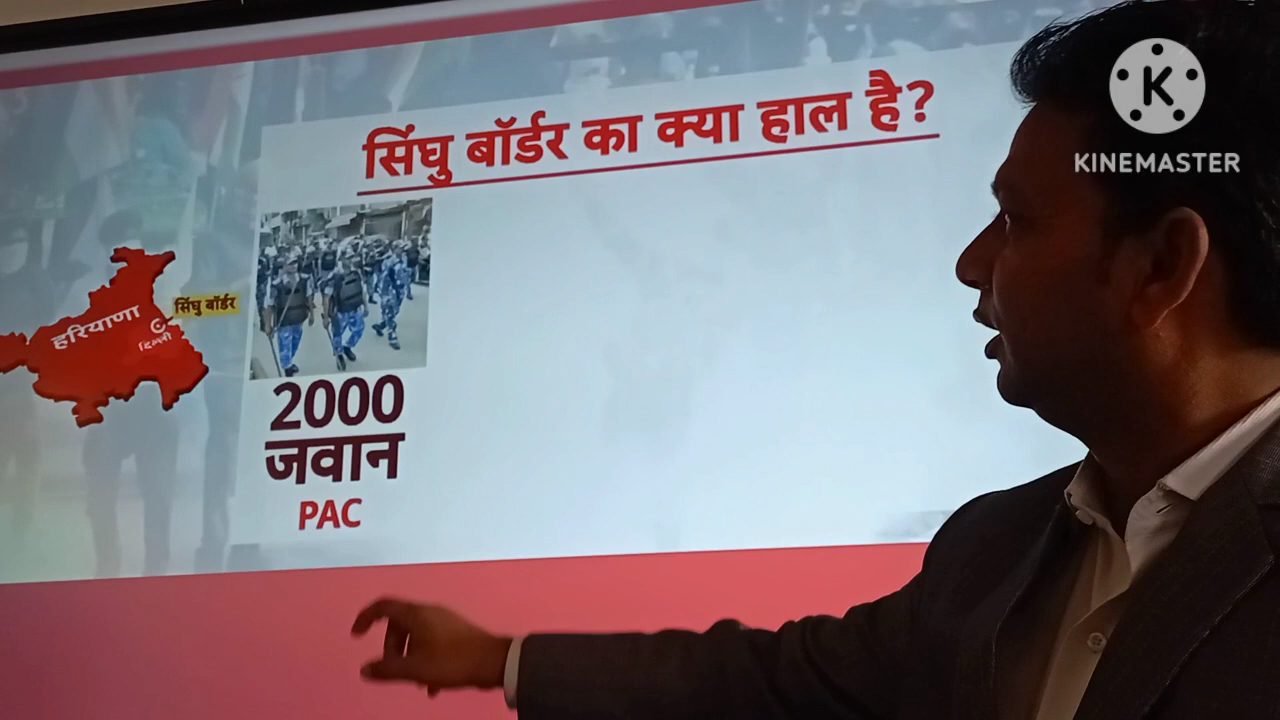 सिंघु बॉर्डर का क्या हाल है?
हरियाणा
सिंघु बॉर्डर
दिल्ली
2000
जवान
PAC
K
KINEMASTER